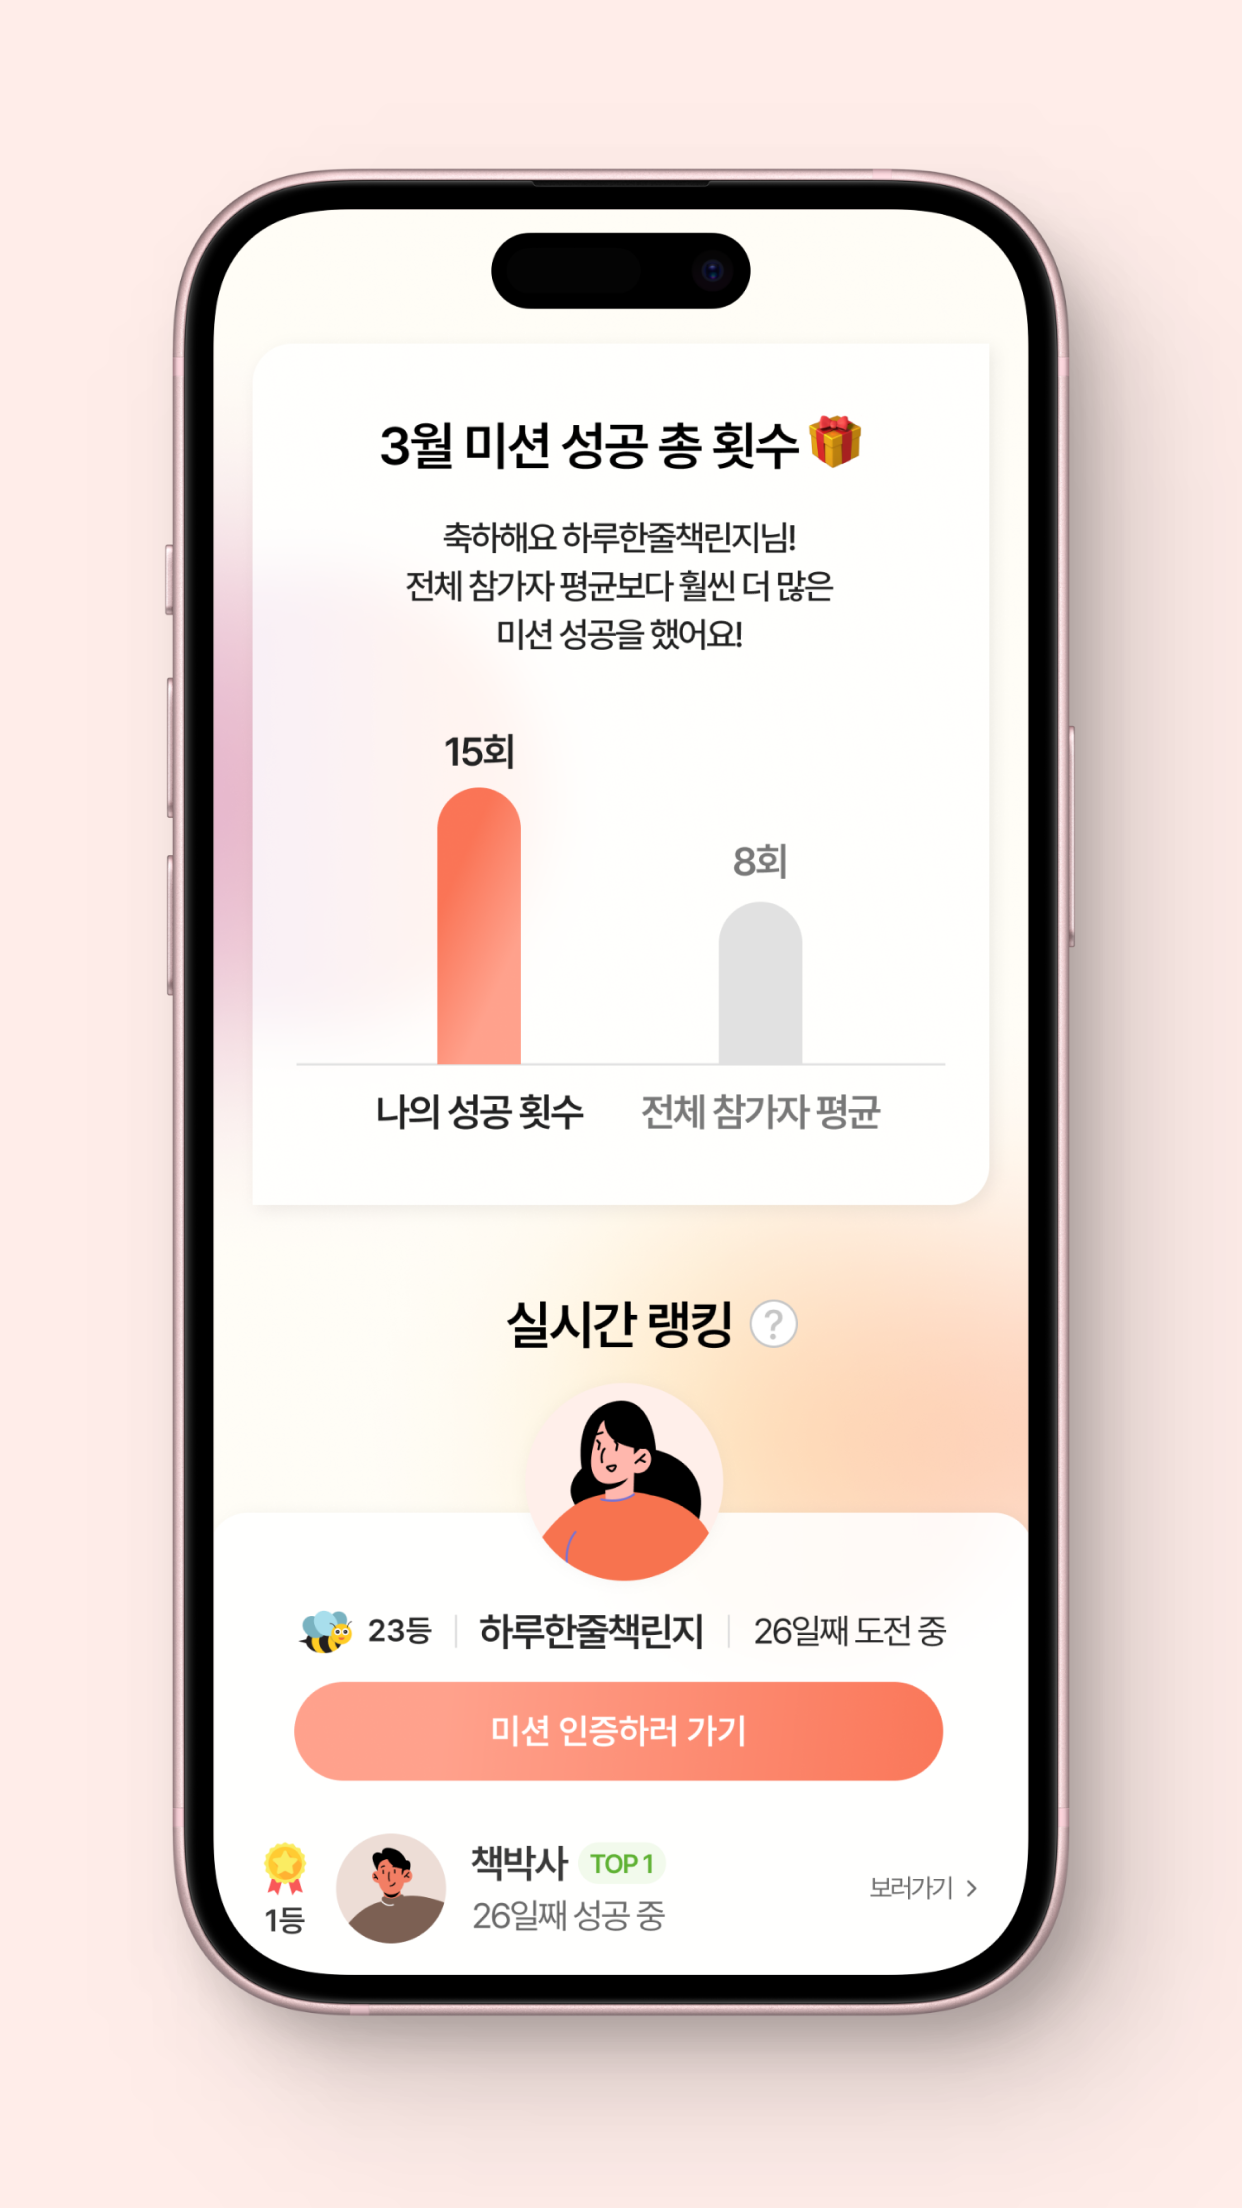 3월 미션 성공 총 횟수
축하해요 하루한줄책린지님!
전체 참가자 평균보다 훨씬 더 많은
미션 성공을 했어요!
15회
8회
나의 성공 횟수 전체 참가자 평균
실시간 랭킹 ?
23등 하루한줄책린지 26일째 도전 중
미션 인증하러 가기
책박사 TOP 1
1등
26일째 성공 중
보러가기 >